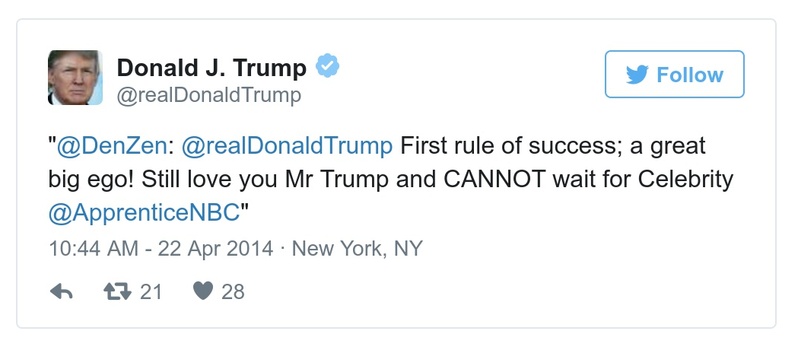 Donald J. Trump
@realDonaldTrump
Follow
"@DenZen: @realDonaldTrump First rule of success; a great
big ego! Still love you Mr Trump and CANNOT wait for Celebrity
@ApprenticeNBC"
10:44 AM - 22 Apr 2014 · New York, NY
21 28